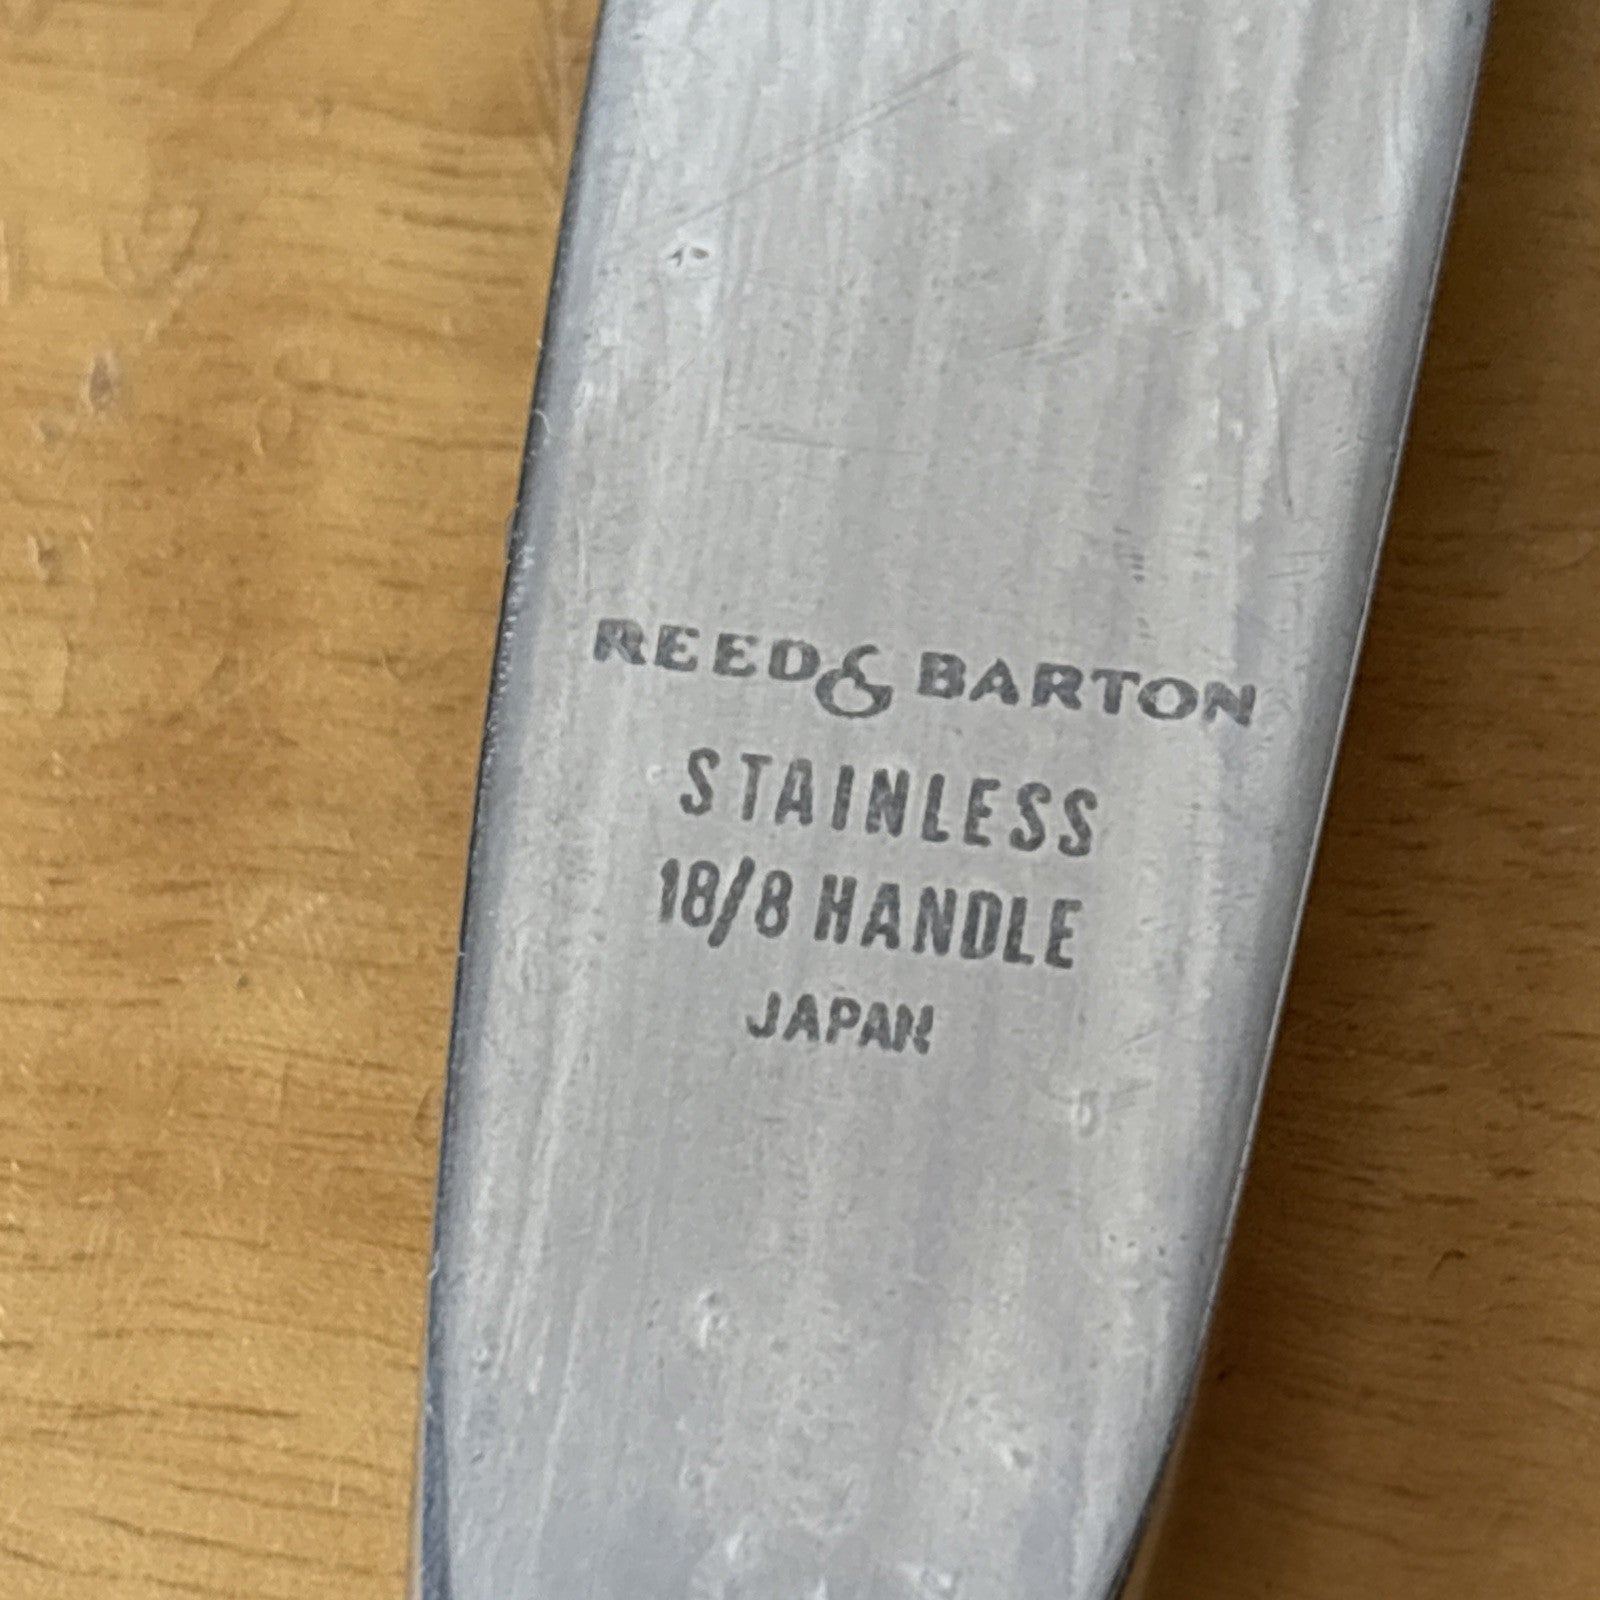 REED & BARTON
STAINLESS
18/8 HANDLE
JAPAN